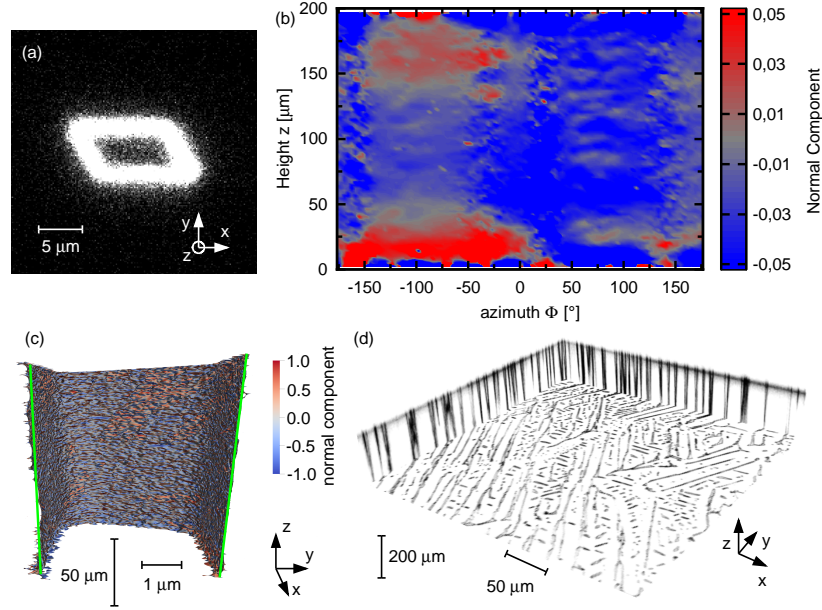 (a)
5 μm
y
x
z
(b)
Height z [μm]
200
150
100
50
25
0
-150
-100
-50
0
50
100
150
azimuth Φ [°]
0,05
0,03
0,01
-0,01
-0,03
-0,05
Normal Component
(c)
1.0
0.5
0.0
-0.5
-1.0
normal component
50 μm
1 μm
z
y
x
(d)
200 μm
50 μm
z
y
x